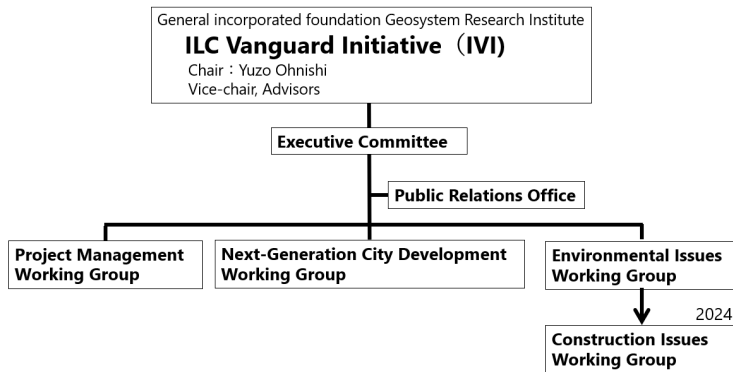 General incorporated foundation Geosystem Research Institute
ILC Vanguard Initiative（IVI)
Chair：Yuzo Ohnishi
Vice-chair, Advisors
Executive Committee
Public Relations Office
Project Management
Working Group
Next-Generation City Development
Working Group
Environmental Issues
Working Group
2024
Construction Issues
Working Group